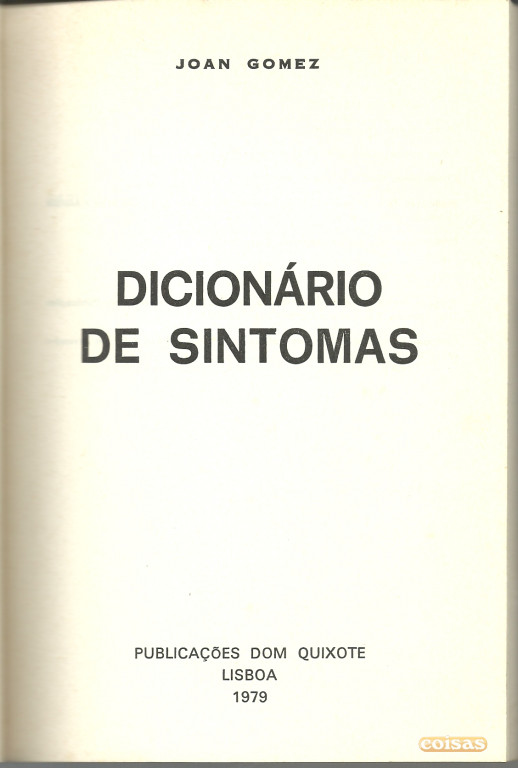 JOAN GOMEZ
DICIONÁRIO
DE SINTOMAS
PUBLICAÇÕES DOM QUIXOTE
LISBOA
1979
coisas